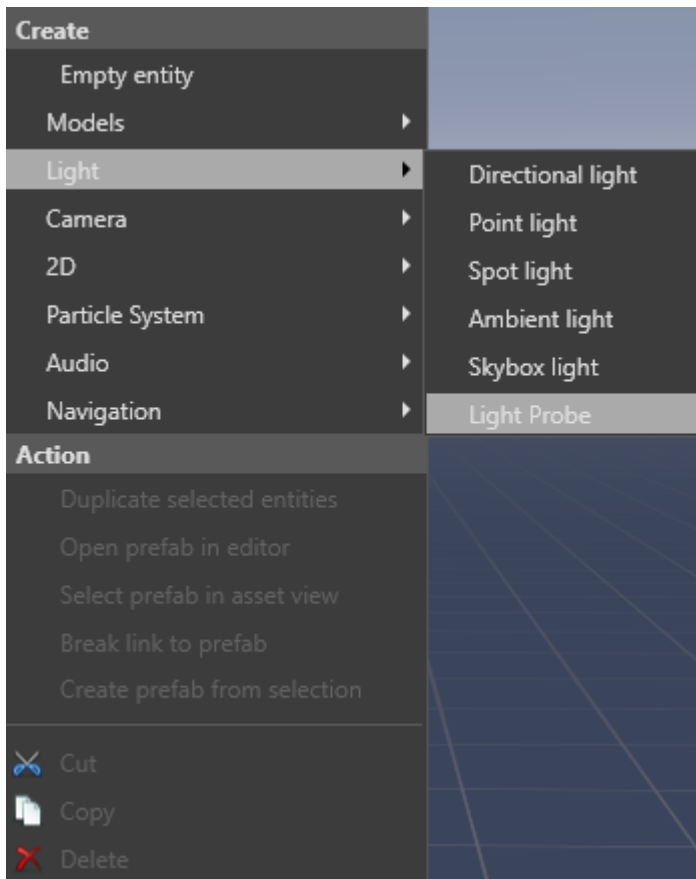 Create
Empty entity
Models
Light
Camera
2D
Particle System
Audio
Navigation
Directional light
Point light
Spot light
Ambient light
Skybox light
Light Probe
Action
Duplicate selected entities
Open prefab in editor
Select prefab in asset view
Break link to prefab
Create prefab from selection
Cut
Copy
Delete